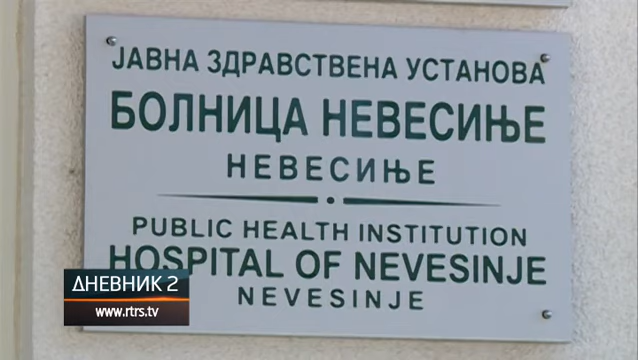 ЈАВНА ЗДРАВСТВЕНА УСТАНОВА
БОЛНИЦА НЕВЕСИЊЕ
НЕВЕСИЊЕ
PUBLIC HEALTH INSTITUTION
HOSPITAL OF NEVESINJE
NEVESINJE
ДНЕВНИК 2
www.rtrs.tv